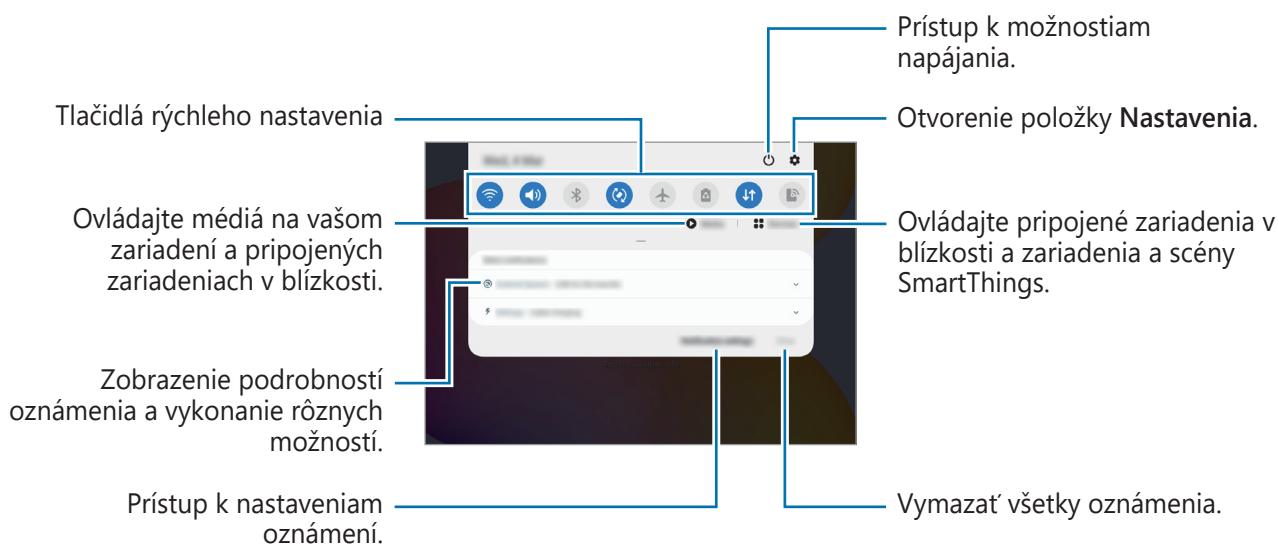 Prístup k možnostiam
napájania.
Tlačidlá rýchleho nastavenia
Otvorenie položky Nastavenia.
Ovládajte médiá na vašom
zariadení a pripojených
zariadeniach v blízkosti.
Ovládajte pripojené zariadenia v
blízkosti a zariadenia a scény
SmartThings.
Zobrazenie podrobností
oznámenia a vykonanie rôznych
možností.
Prístup k nastaveniam
oznámení.
Vymazať všetky oznámenia.